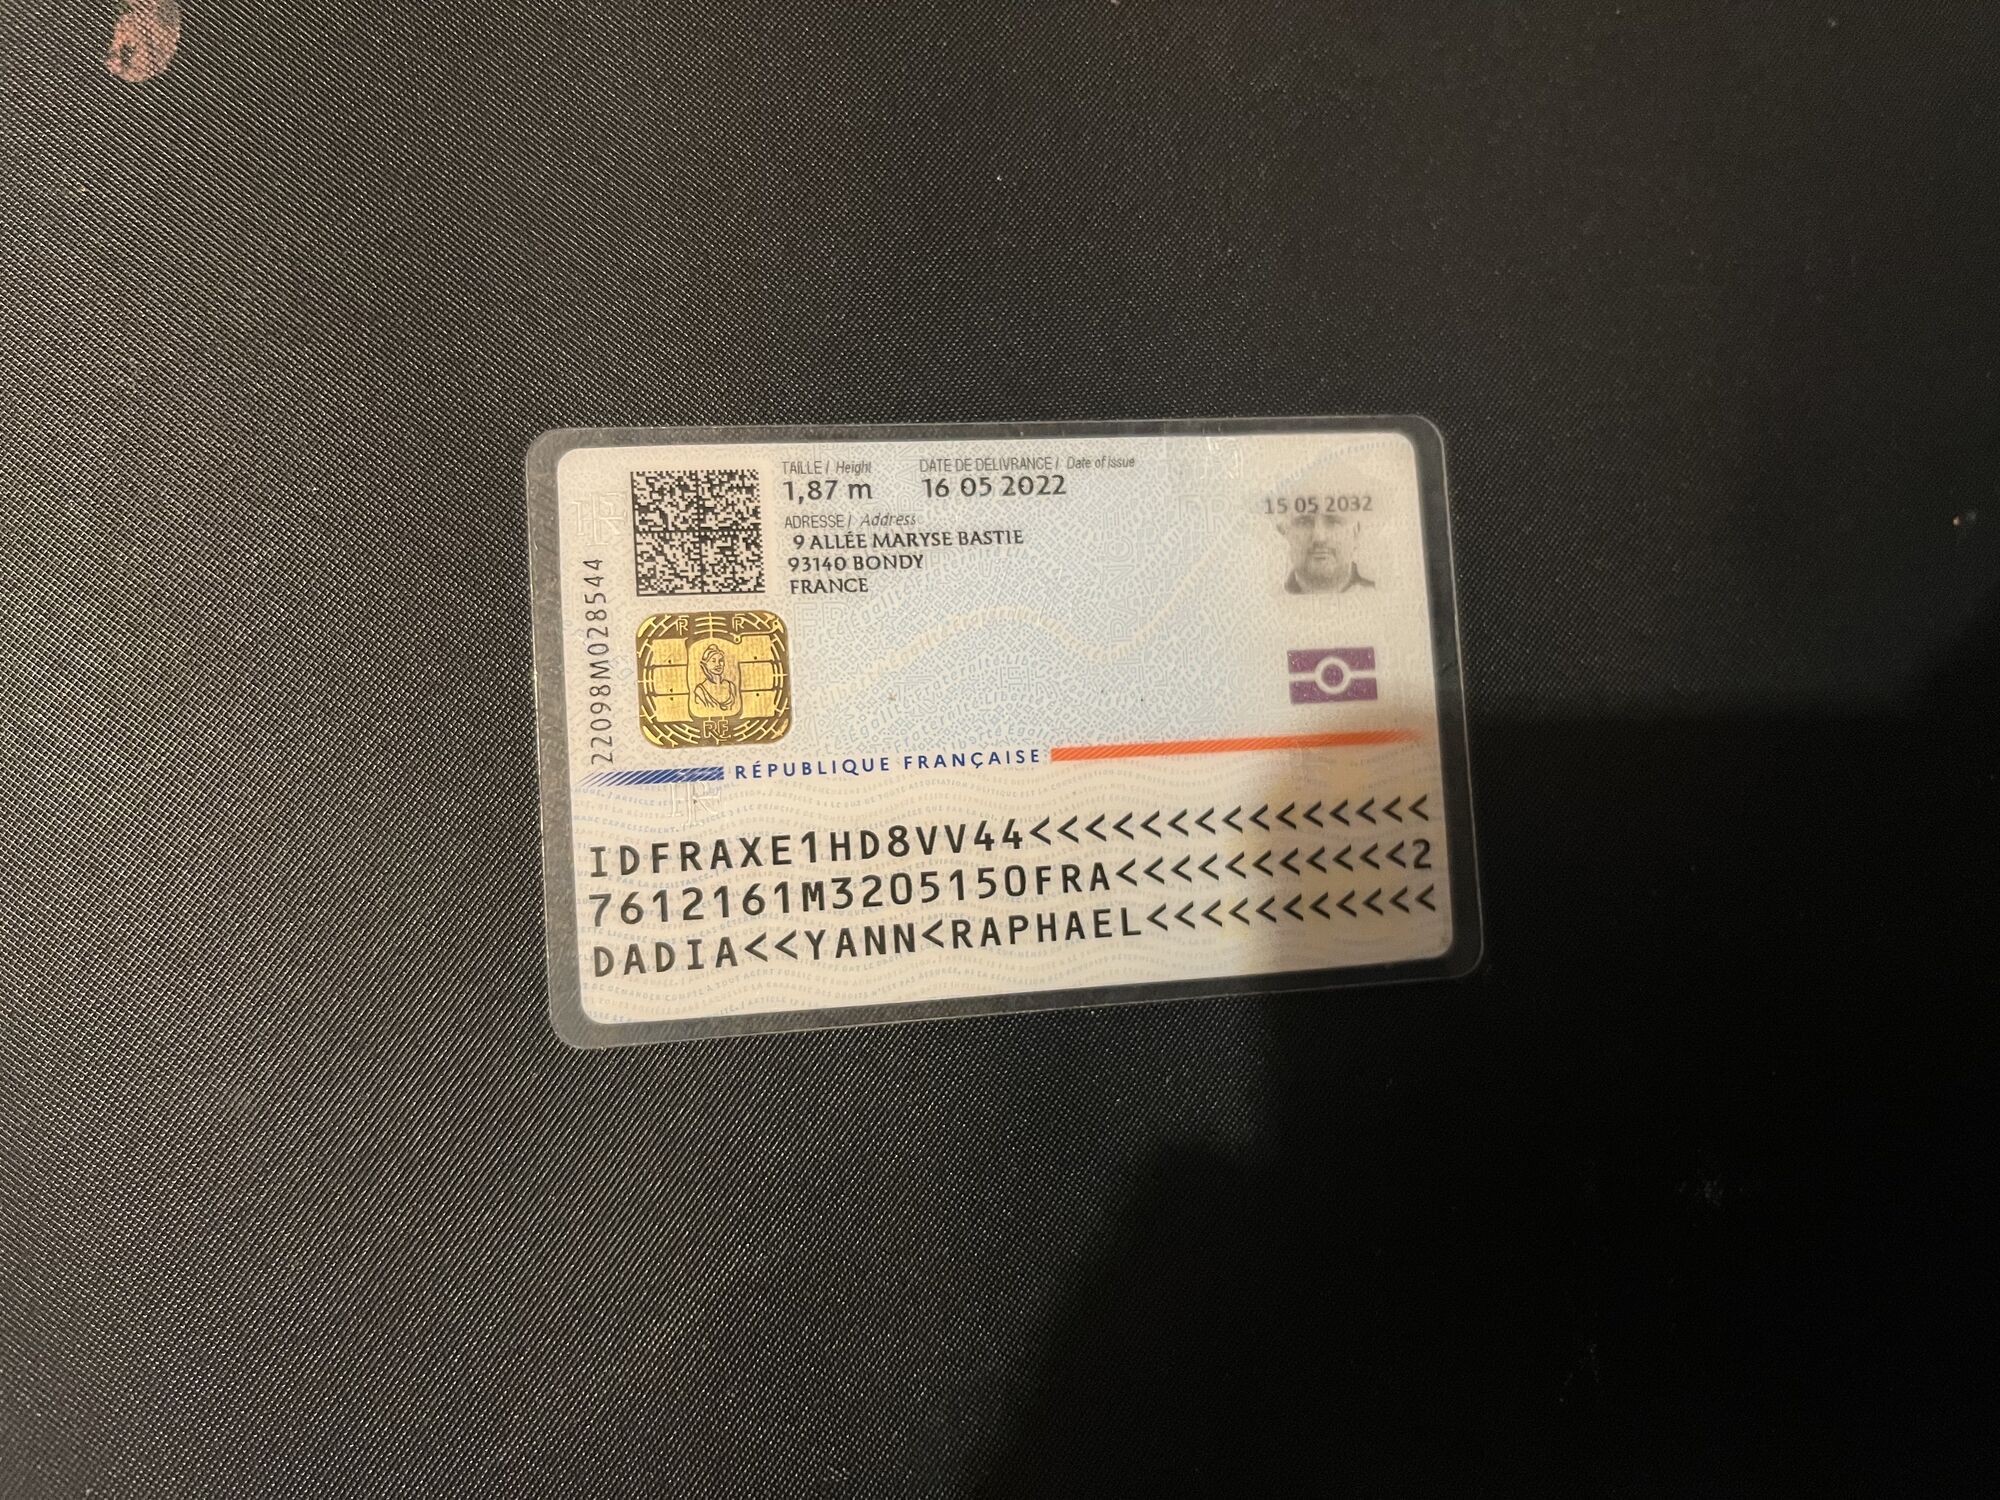 TAILLE / Height DATE DE DELIVRANCE / Date of issue
1,87 m 16 05 2022
ADRESSE / Address
9 ALLÉE MARYSE BASTIE
93140 BONDY
FRANCE
15 05 2032
22098M028544
RÉPUBLIQUE FRANÇAISE
IDFRAXE1HD8VV44<<<<<<<<<<<<<<<
7612161M3205150FRA<<<<<<<<<<<2
DADIA<<YANN<RAPHAEL<<<<<<<<<<<